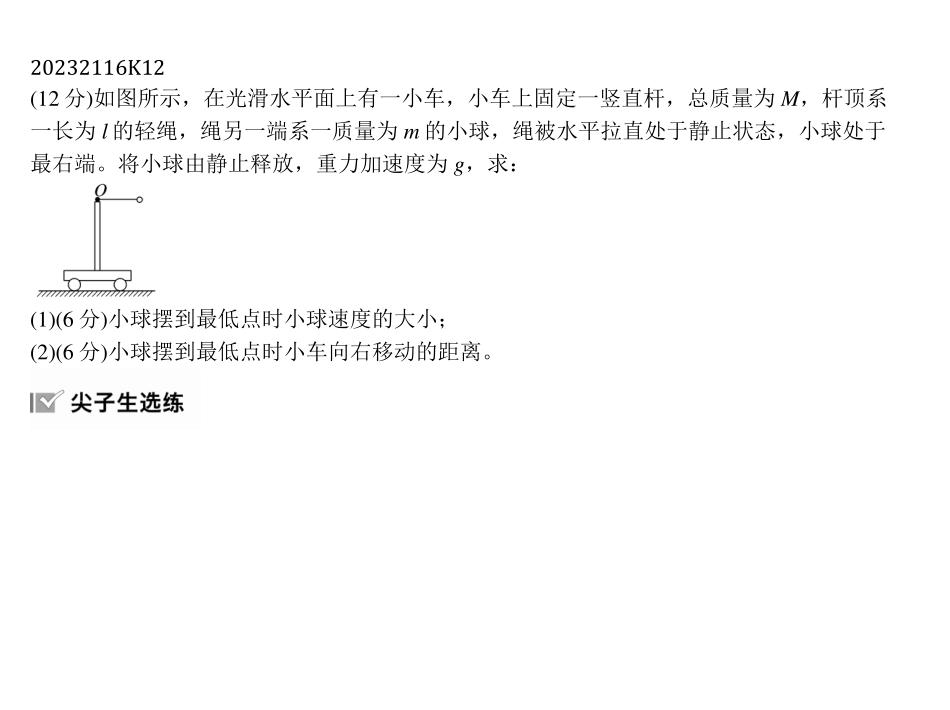 20232116K12
(12 分)如图所示，在光滑水平面上有一小车，小车上固定一竖直杆，总质量为 M，杆顶系
一长为 l 的轻绳，绳另一端系一质量为 m 的小球，绳被水平拉直处于静止状态，小球处于
最右端。将小球由静止释放，重力加速度为 g，求：
O
(1)(6 分)小球摆到最低点时小球速度的大小；
(2)(6 分)小球摆到最低点时小车向右移动的距离。
尖子生选练